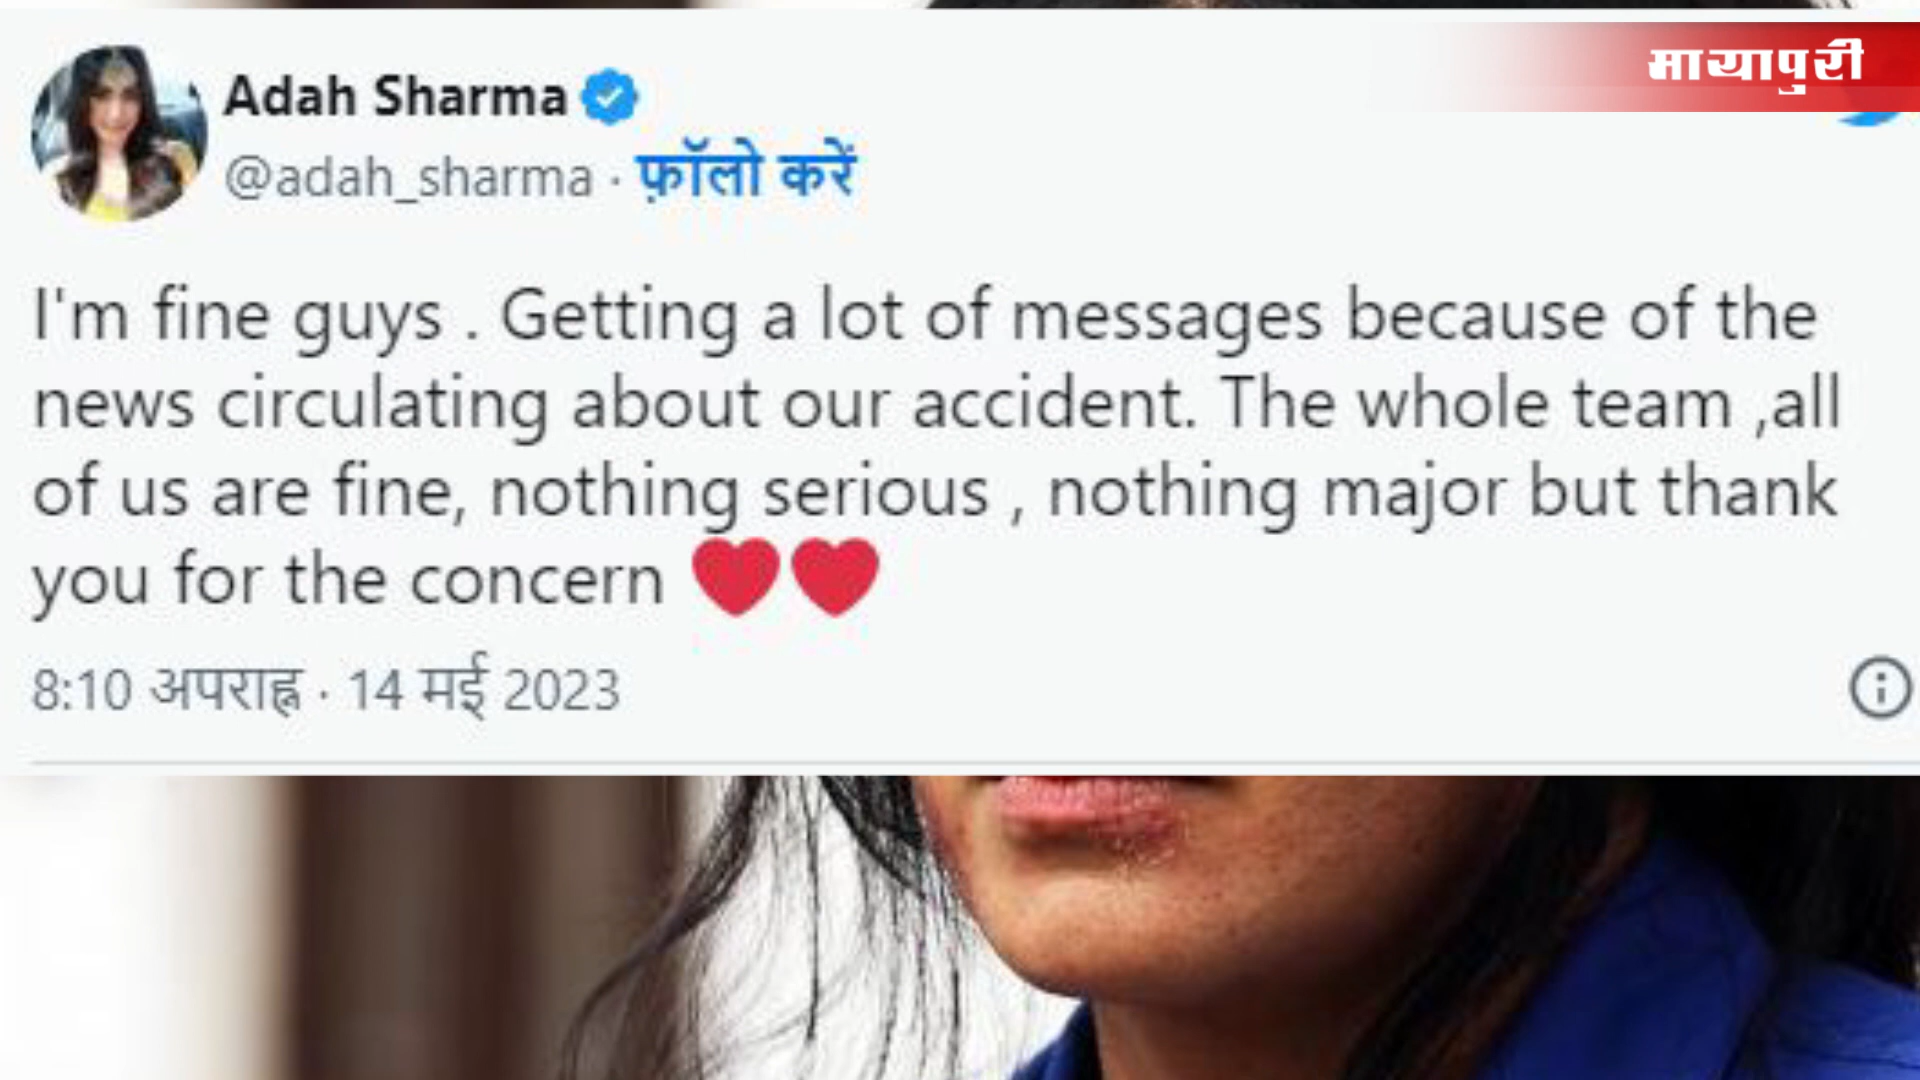 मायापुरी
Adah Sharma
@adah_sharma · फ़ॉलो करें
I'm fine guys . Getting a lot of messages because of the
news circulating about our accident. The whole team ,all
of us are fine, nothing serious , nothing major but thank
you for the concern ❤❤
8:10 अपराह्न · 14 मई 2023